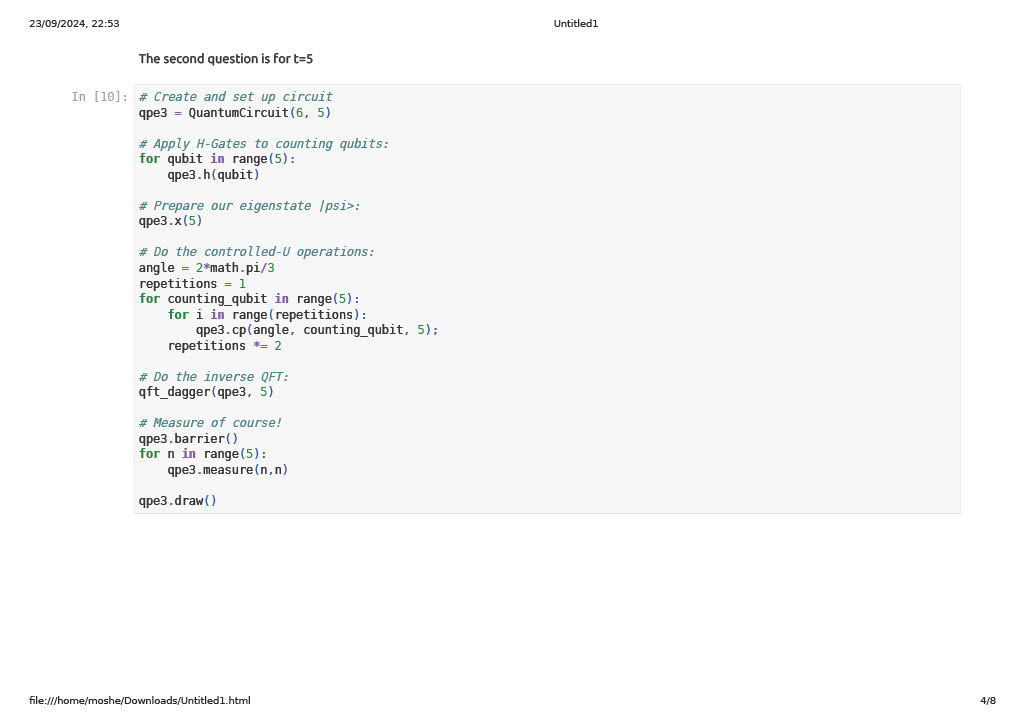 23/09/2024, 22:53
Untitled1
The second question is for t=5
In [10]:
# Create and set up circuit
qpe3 = QuantumCircuit(6, 5)

# Apply H-Gates to counting qubits:
for qubit in range(5):
    qpe3.h(qubit)

# Prepare our eigenstate |psi>:
qpe3.x(5)

# Do the controlled-U operations:
angle = 2*math.pi/3
repetitions = 1
for counting_qubit in range(5):
    for i in range(repetitions):
        qpe3.cp(angle, counting_qubit, 5);
    repetitions *= 2

# Do the inverse QFT:
qft_dagger(qpe3, 5)

# Measure of course!
qpe3.barrier()
for n in range(5):
    qpe3.measure(n,n)

qpe3.draw()
file:///home/moshe/Downloads/Untitled1.html
4/8